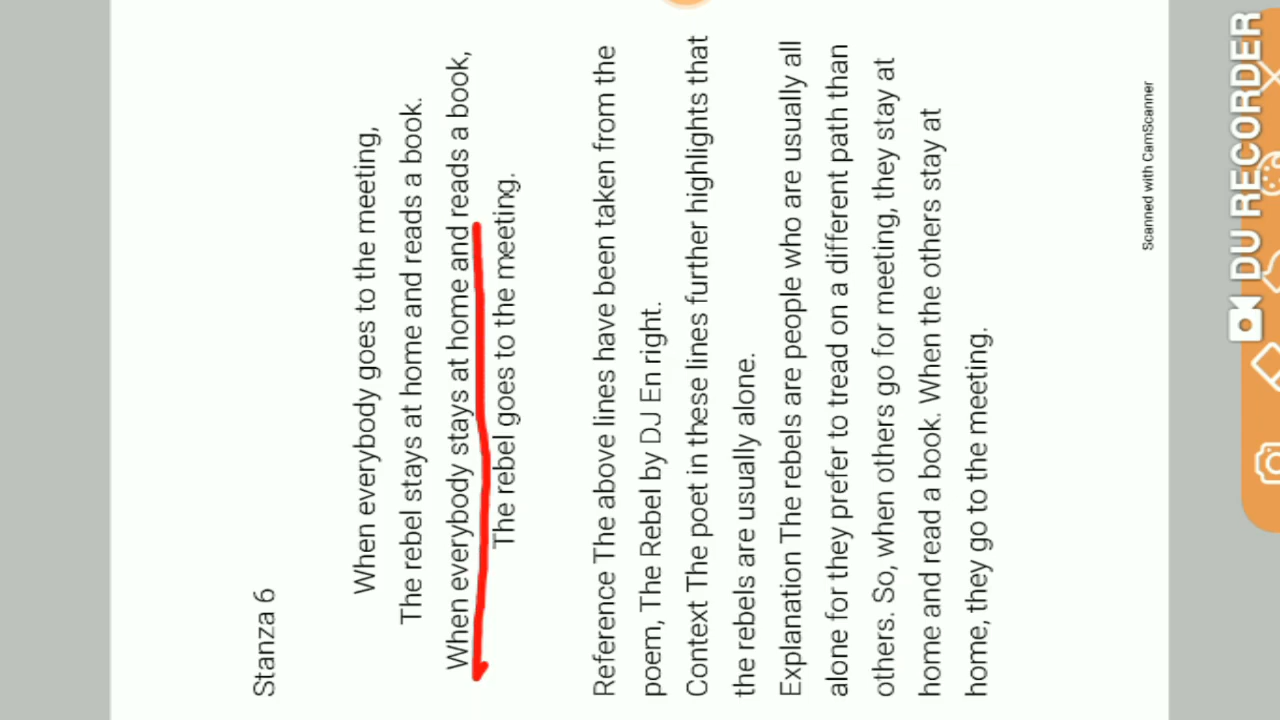 Stanza 6
When everybody goes to the meeting,
The rebel stays at home and reads a book.
When everybody stays at home and reads a book,
The rebel goes to the meeting.
Reference The above lines have been taken from the
poem, The Rebel by DJ En right.
Context The poet in these lines further highlights that
the rebels are usually alone.
Explanation The rebels are people who are usually all
alone for they prefer to tread on a different path than
others. So, when others go for meeting, they stay at
home and read a book. When the others stay at
home, they go to the meeting.
Scanned with CamScanner
DU RECORDER